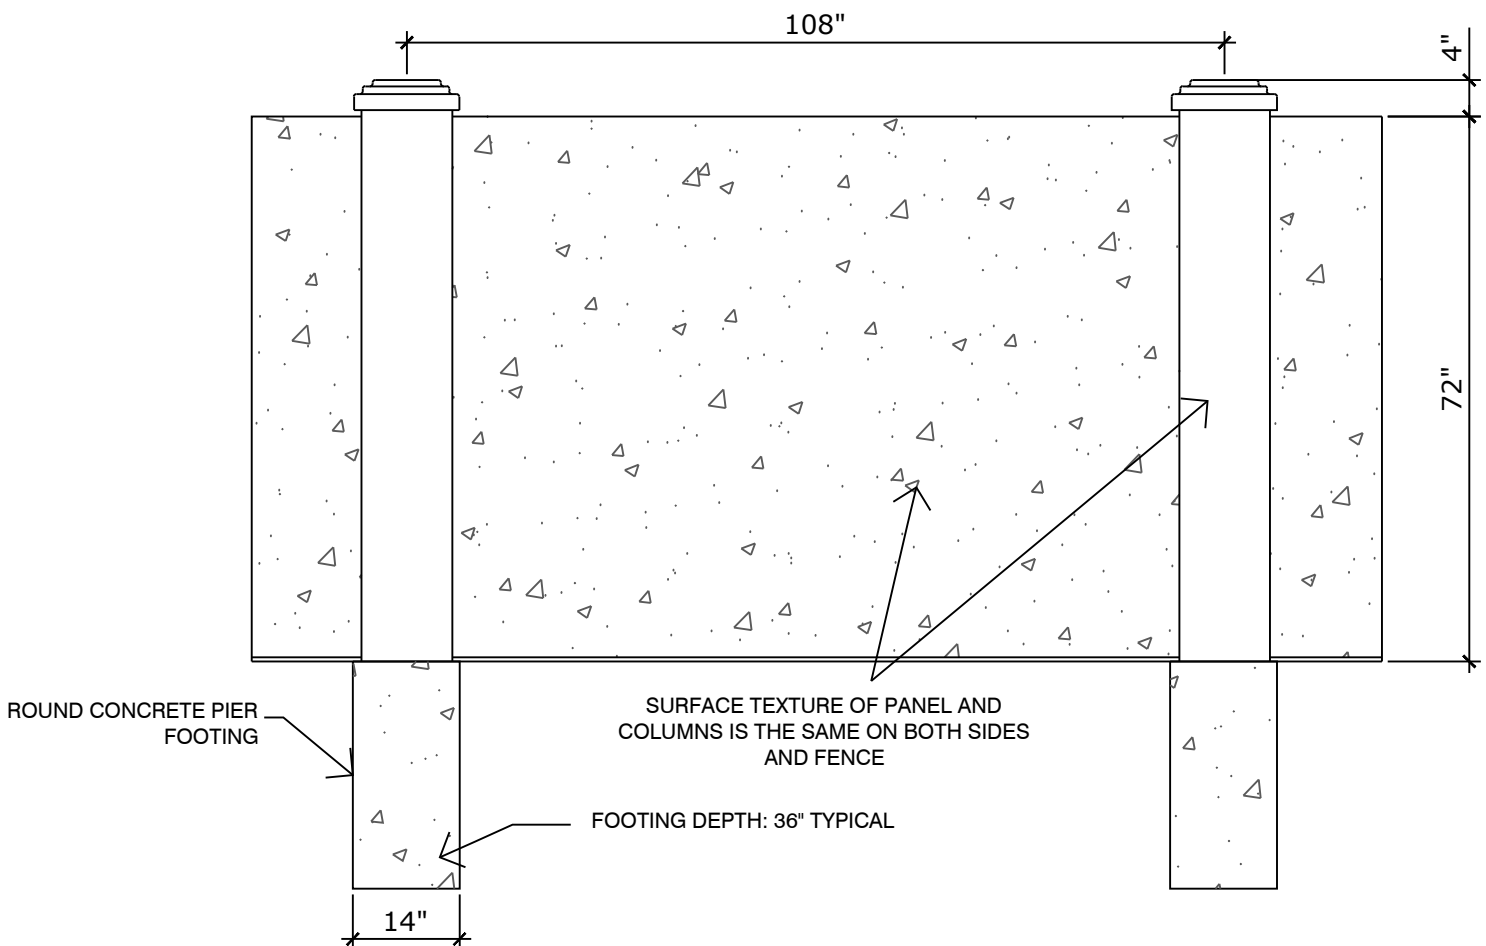 108"
4"
72"
ROUND CONCRETE PIER
FOOTING
SURFACE TEXTURE OF PANEL AND
COLUMNS IS THE SAME ON BOTH SIDES
AND FENCE
FOOTING DEPTH: 36" TYPICAL
14"